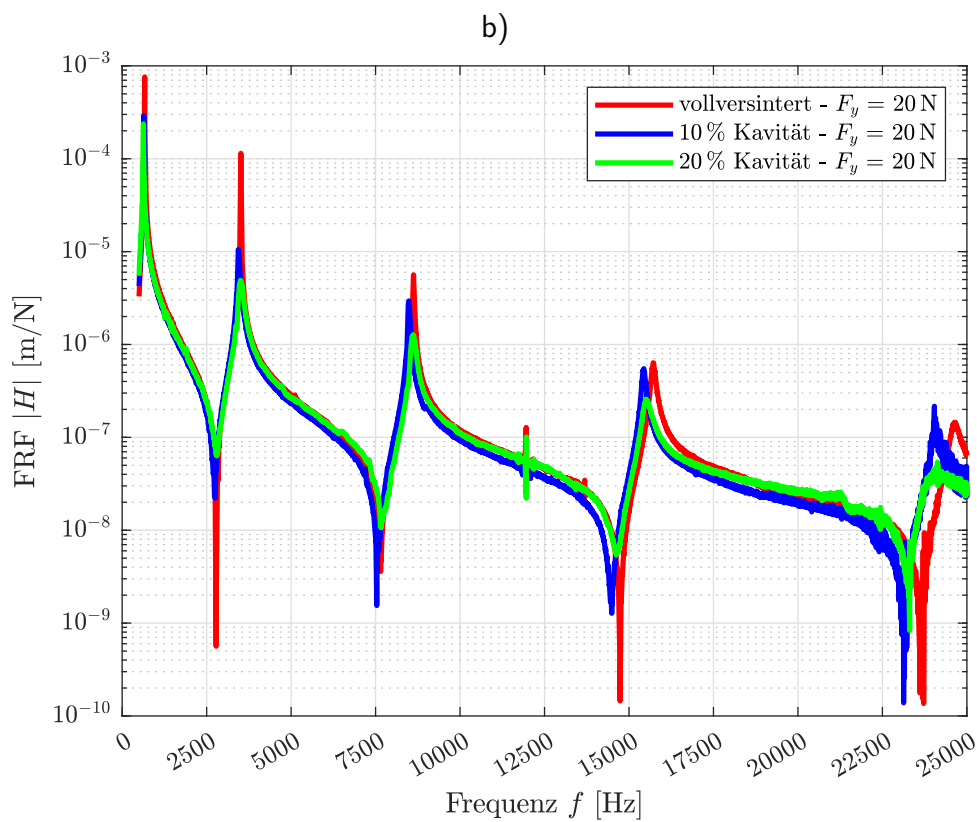 b)
10⁻³
10⁻⁴
10⁻⁵
10⁻⁶
10⁻⁷
10⁻⁸
10⁻⁹
10⁻¹⁰
FRF |H| [m/N]
vollversintert - F_y = 20 N
10 % Kavität - F_y = 20 N
20 % Kavität - F_y = 20 N
0 2500 5000 7500 10000 12500 15000 17500 20000 22500 25000
Frequenz f [Hz]